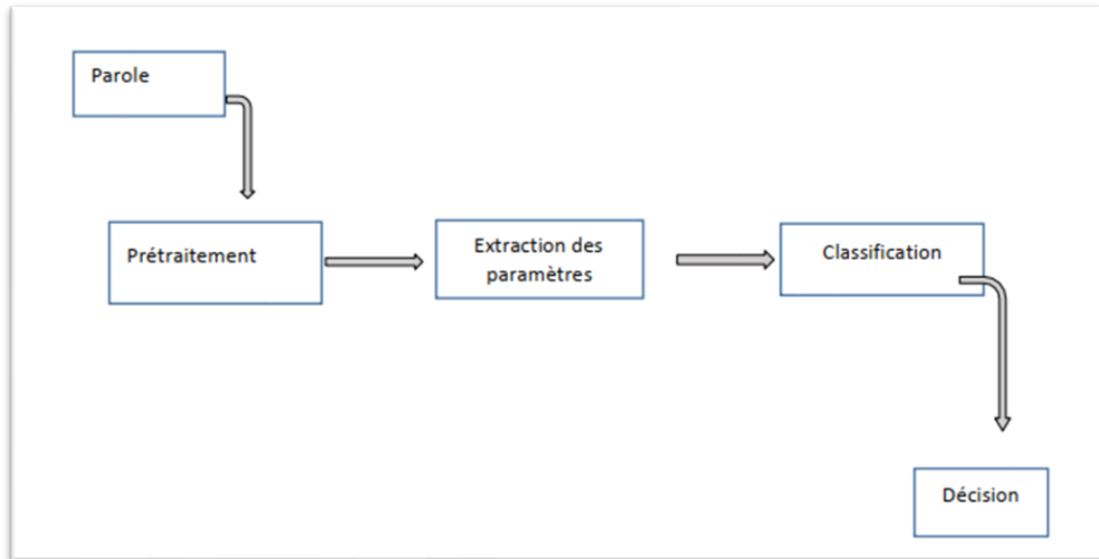 Parole
Prétraitement
Extraction des
paramètres
Classification
Décision